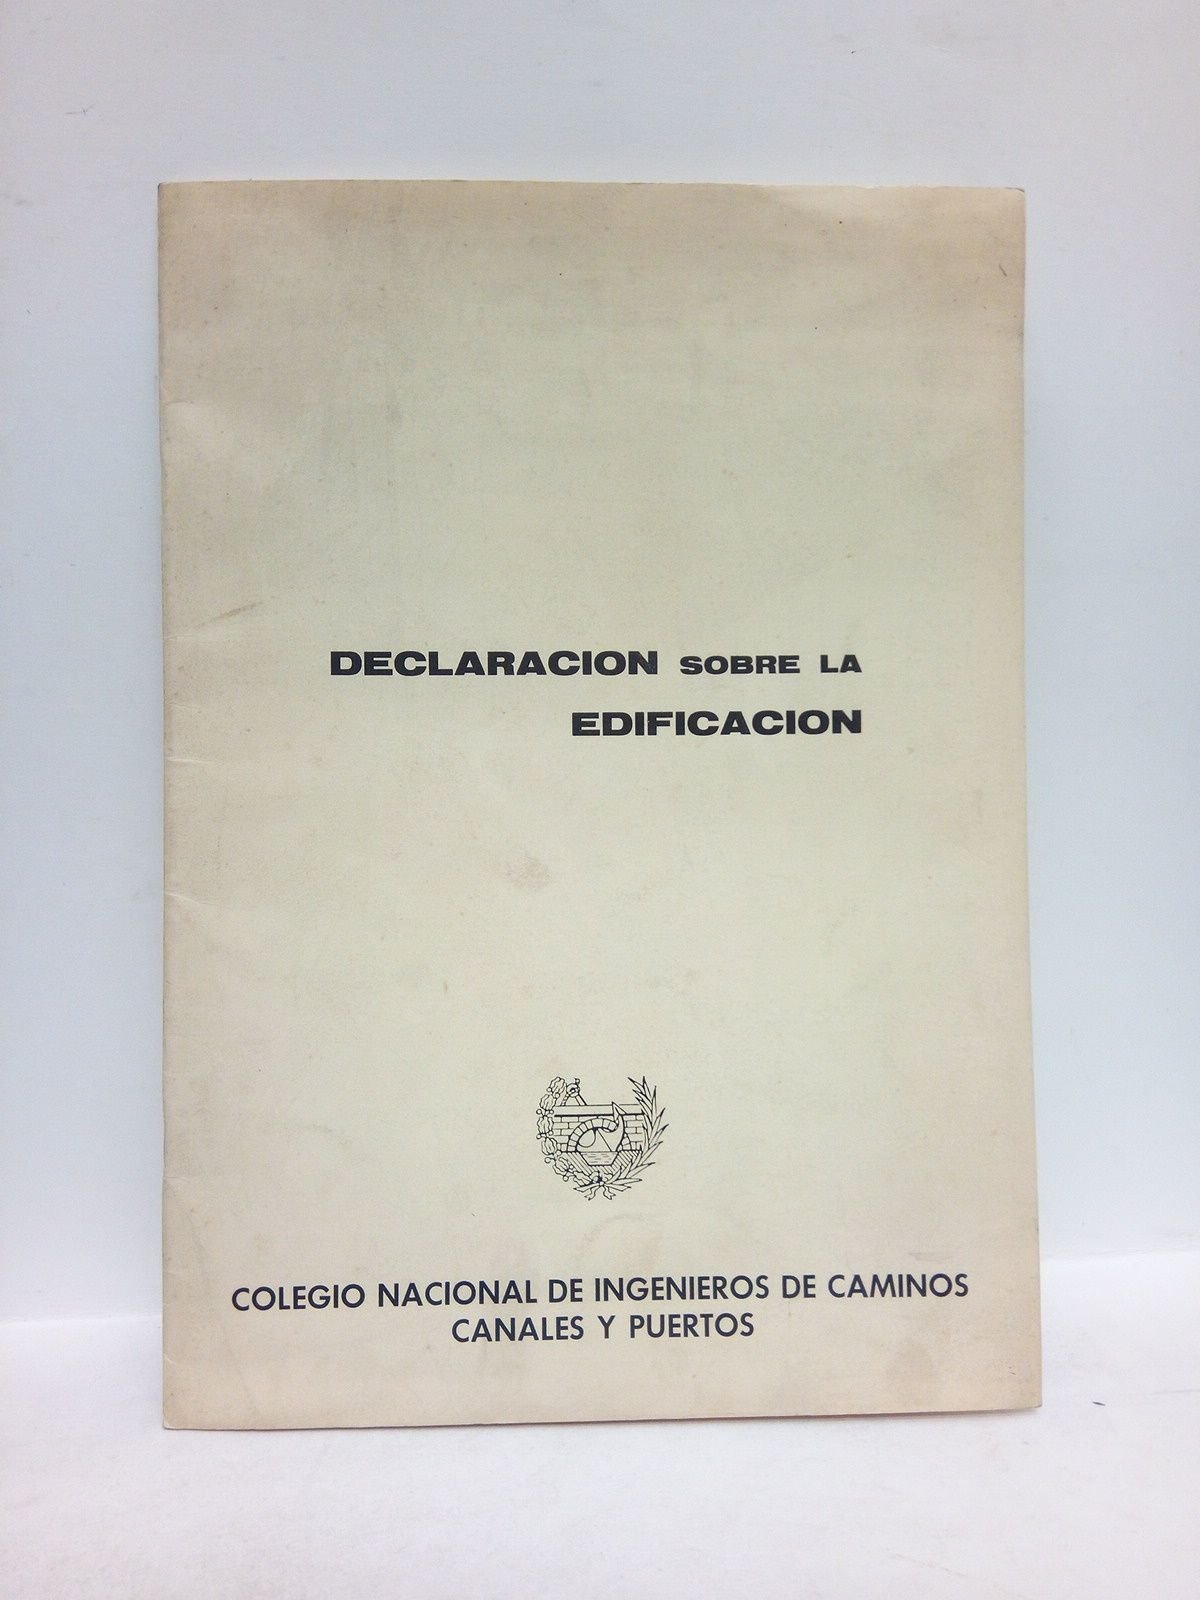 DECLARACION SOBRE LA
EDIFICACION
COLEGIO NACIONAL DE INGENIEROS DE CAMINOS
CANALES Y PUERTOS